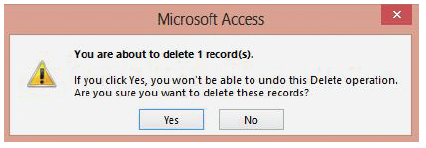 Microsoft Access
You are about to delete 1 record(s).
If you click Yes, you won't be able to undo this Delete operation.
Are you sure you want to delete these records?
Yes
No